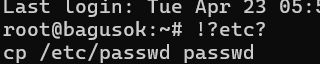 Last login: Tue Apr 23 05:5
root@bagusok:~# !?etc?
cp /etc/passwd passwd